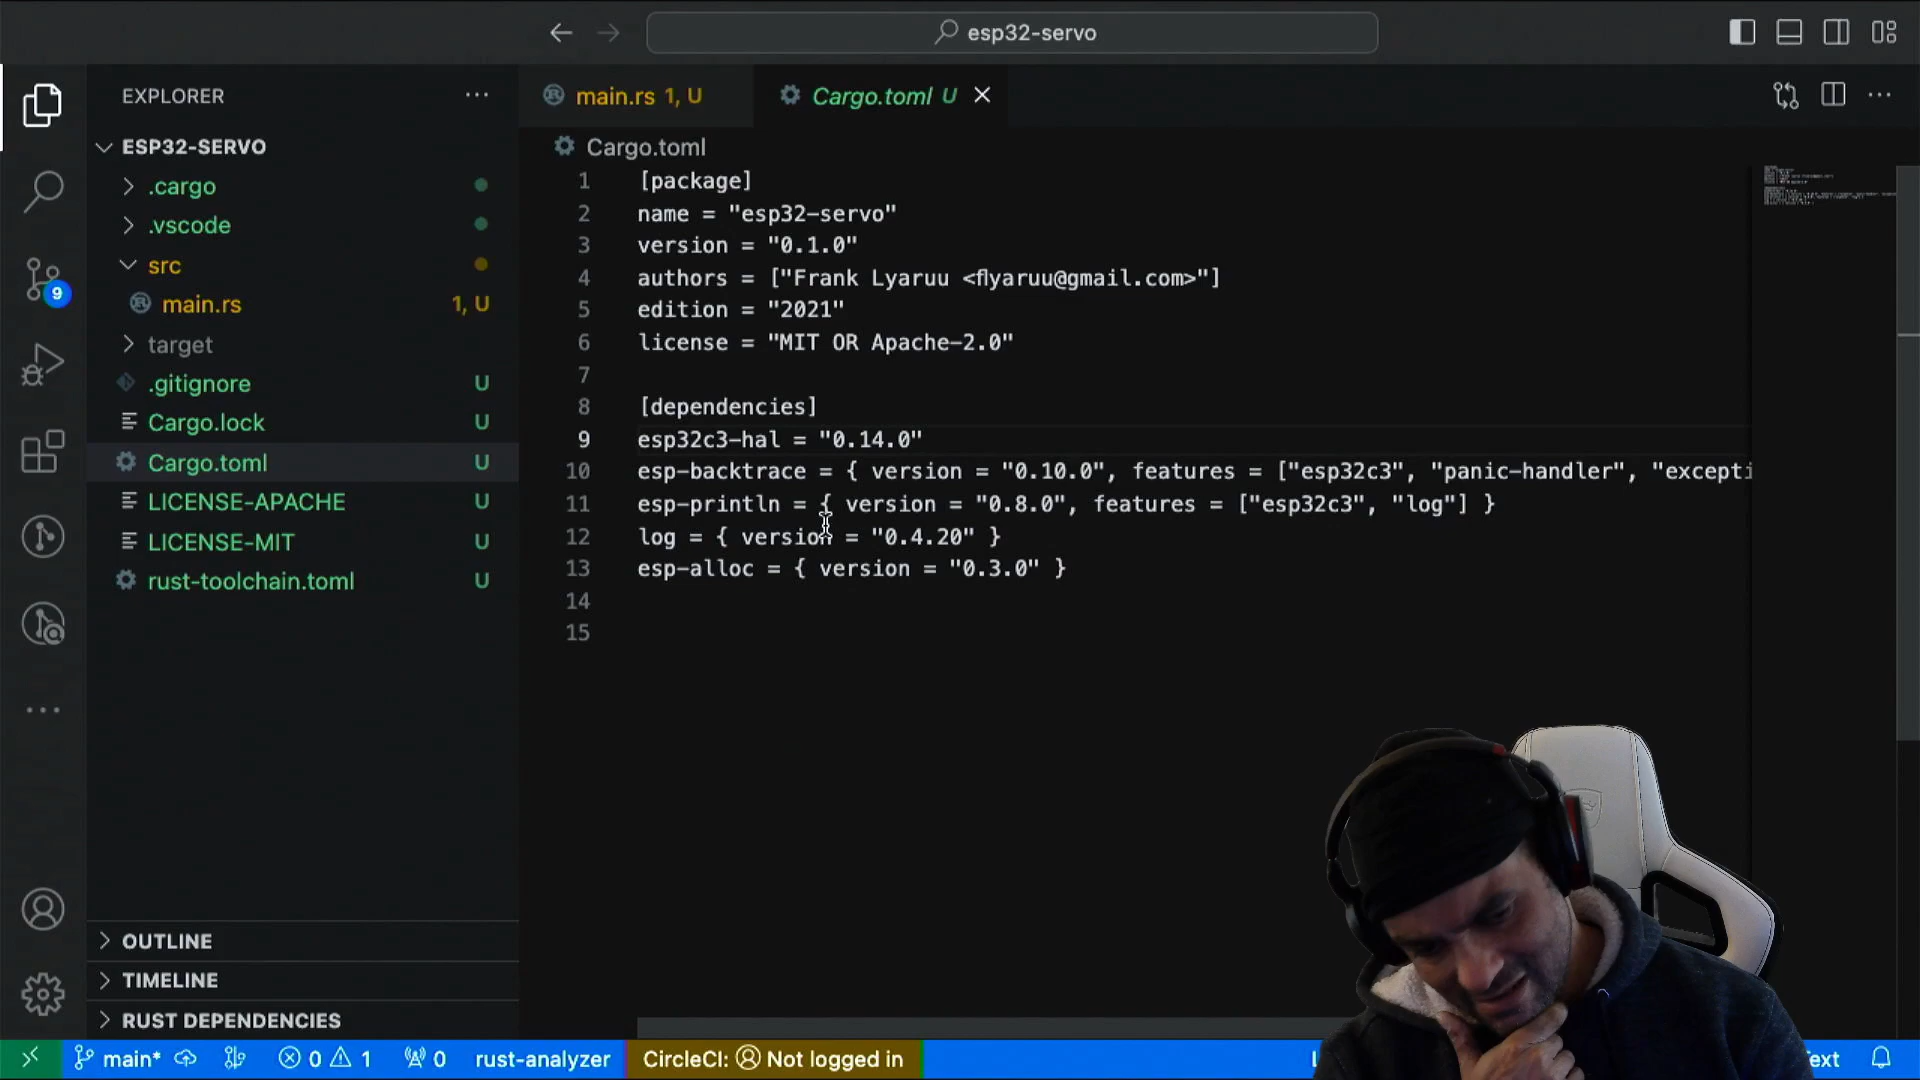 esp32-servo
EXPLORER
ESP32-SERVO
.cargo
.vscode
src
main.rs 1, U
target
.gitignore U
Cargo.lock U
Cargo.toml U
LICENSE-APACHE U
LICENSE-MIT U
rust-toolchain.toml U
OUTLINE
TIMELINE
RUST DEPENDENCIES
9
main.rs 1, U
Cargo.toml U
Cargo.toml
1 [package]
2 name = "esp32-servo"
3 version = "0.1.0"
4 authors = ["Frank Lyaruu <flyaruu@gmail.com>"]
5 edition = "2021"
6 license = "MIT OR Apache-2.0"
7
8 [dependencies]
9 esp32c3-hal = "0.14.0"
10 esp-backtrace = { version = "0.10.0", features = ["esp32c3", "panic-handler", "excepti
11 esp-println = { version = "0.8.0", features = ["esp32c3", "log"] }
12 log = { version = "0.4.20" }
13 esp-alloc = { version = "0.3.0" }
14
15
main* 0 1 0 rust-analyzer CircleCI: Not logged in